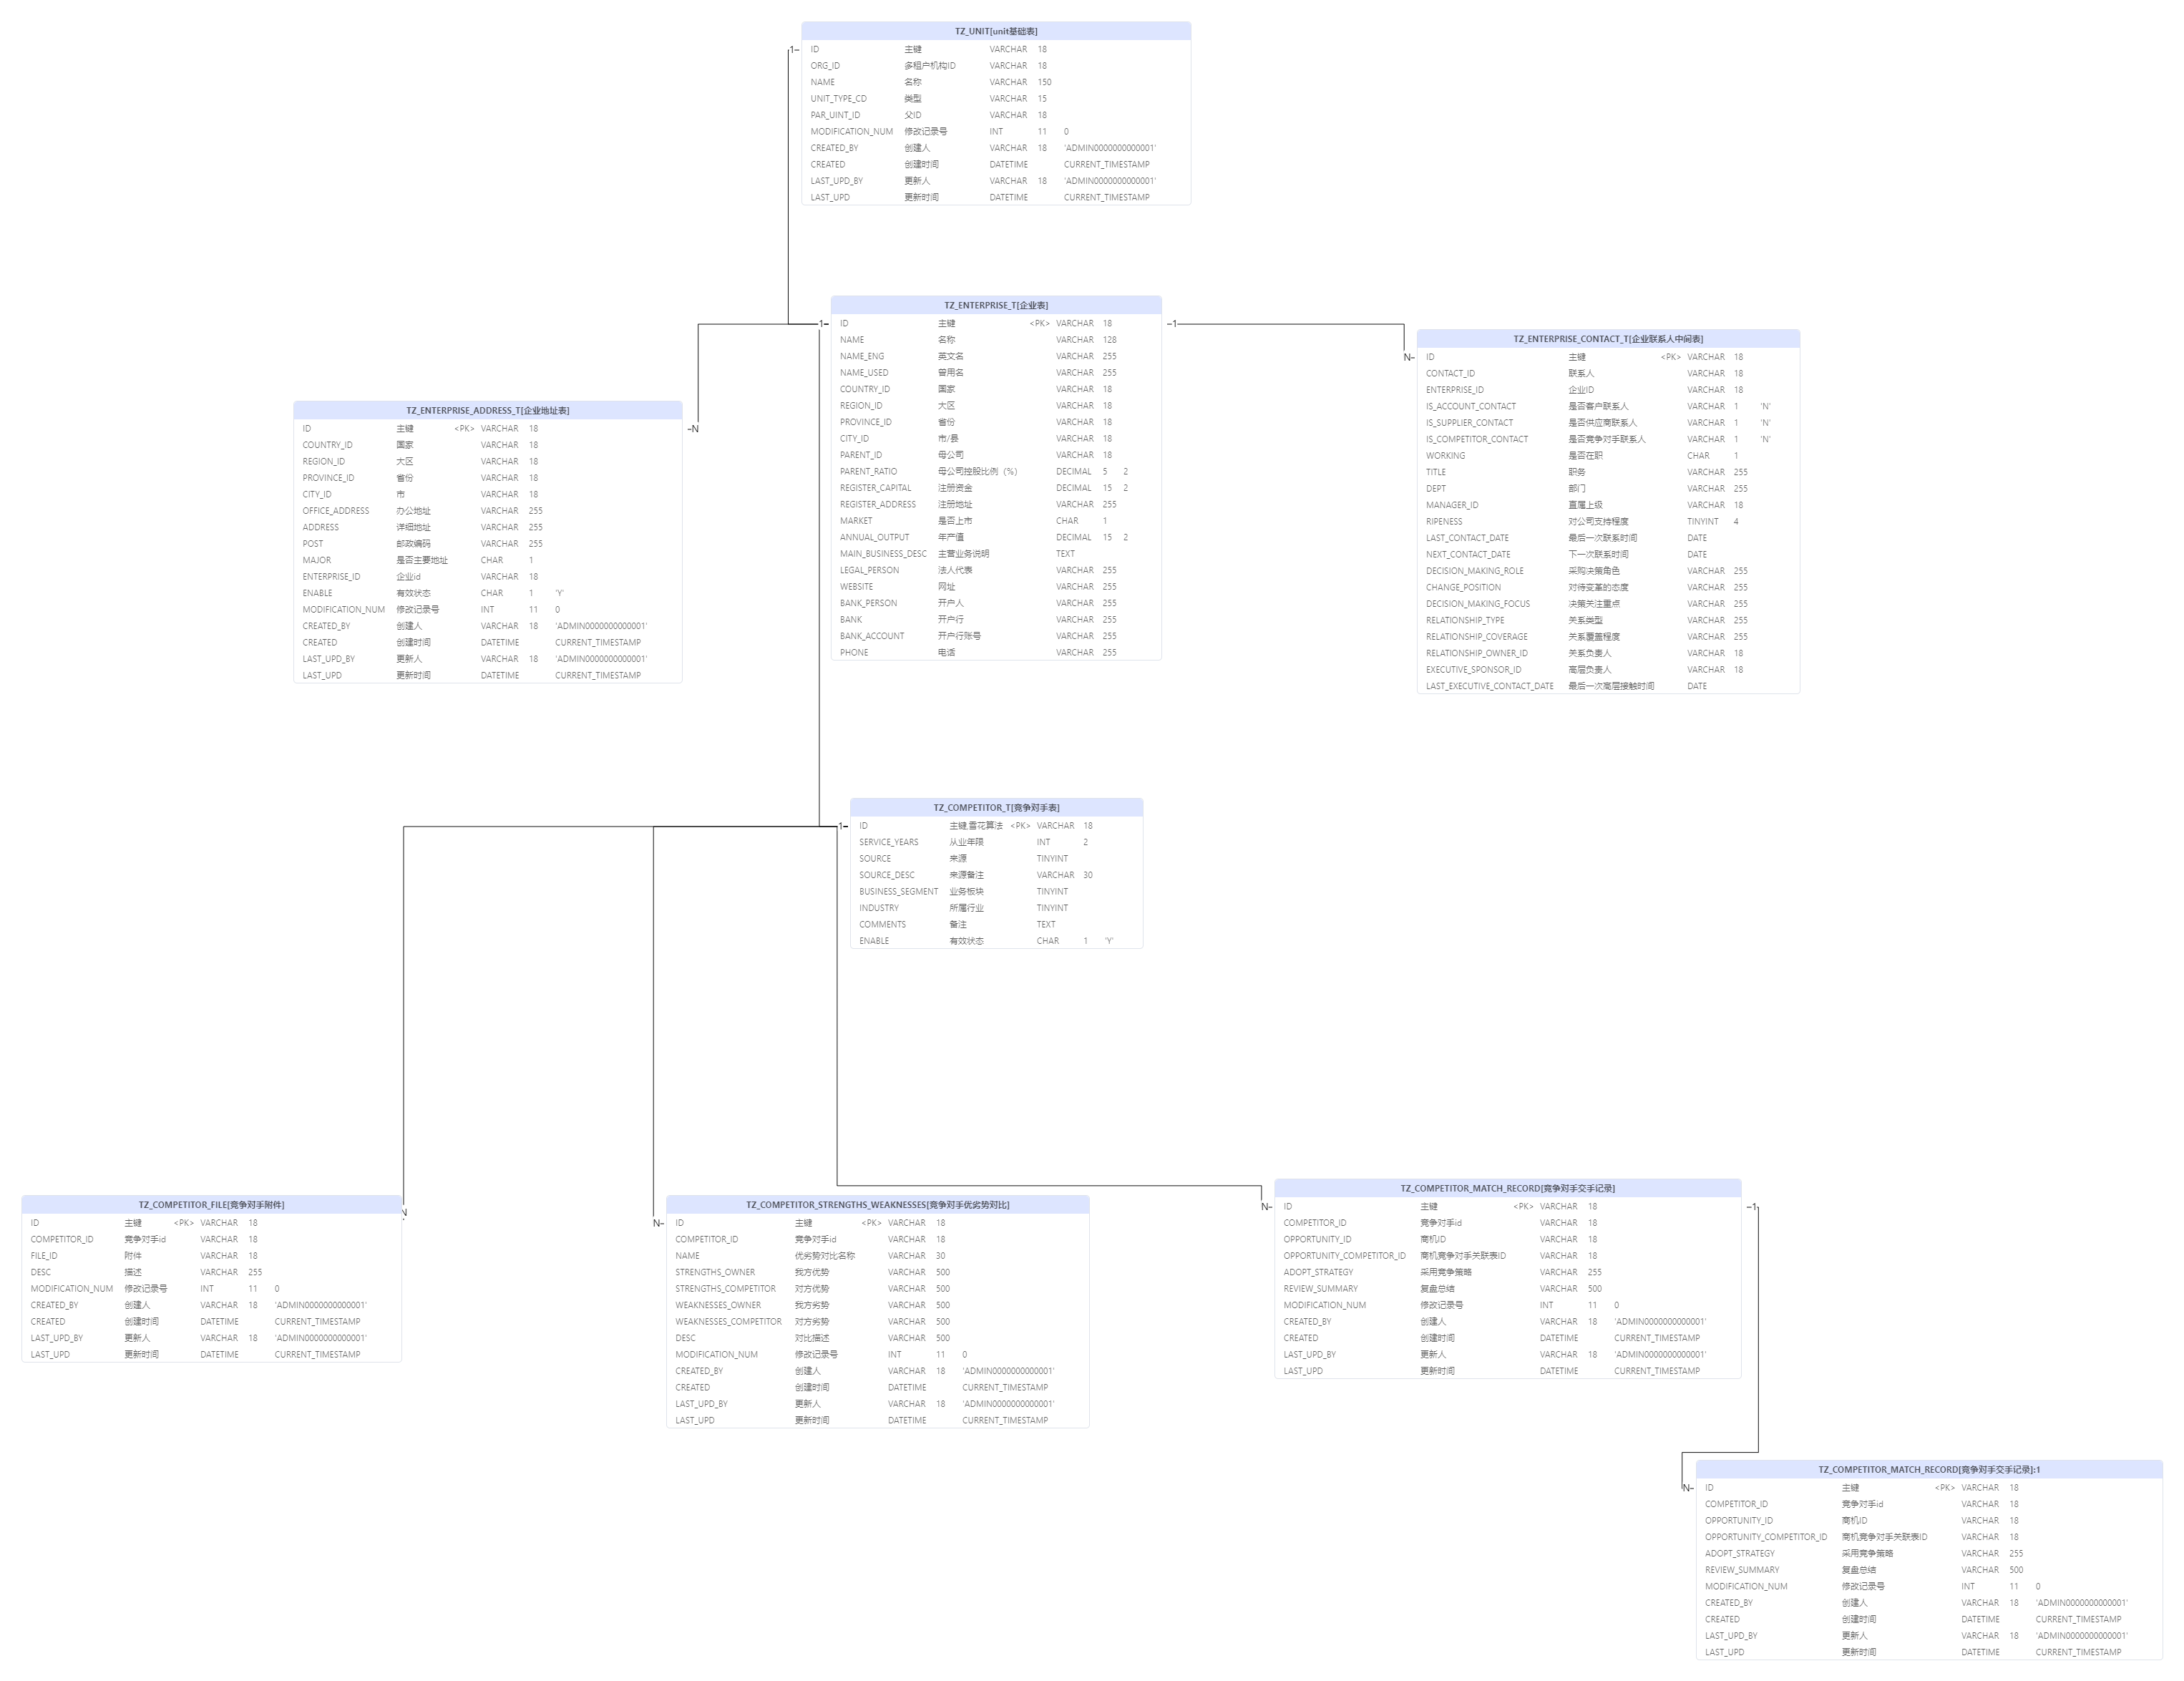 TZ_UNIT[unit基础表]
1
ID 主键 VARCHAR 18
ORG_ID 多租户机构ID VARCHAR 18
NAME 名称 VARCHAR 150
UNIT_TYPE_CD 类型 VARCHAR 15
PAR_UINT_ID 父ID VARCHAR 18
MODIFICATION_NUM 修改记录号 INT 11 0
CREATED_BY 创建人 VARCHAR 18 'ADMIN0000000000001'
CREATED 创建时间 DATETIME CURRENT_TIMESTAMP
LAST_UPD_BY 更新人 VARCHAR 18 'ADMIN0000000000001'
LAST_UPD 更新时间 DATETIME CURRENT_TIMESTAMP
TZ_ENTERPRISE_T[企业表]
1
1
ID 主键 <PK> VARCHAR 18
NAME 名称 VARCHAR 128
NAME_ENG 英文名 VARCHAR 255
NAME_USED 曾用名 VARCHAR 255
COUNTRY_ID 国家 VARCHAR 18
REGION_ID 大区 VARCHAR 18
PROVINCE_ID 省份 VARCHAR 18
CITY_ID 市/县 VARCHAR 18
PARENT_ID 母公司 VARCHAR 18
PARENT_RATIO 母公司控股比例（%） DECIMAL 5 2
REGISTER_CAPITAL 注册资金 DECIMAL 15 2
REGISTER_ADDRESS 注册地址 VARCHAR 255
MARKET 是否上市 CHAR 1
ANNUAL_OUTPUT 年产值 DECIMAL 15 2
MAIN_BUSINESS_DESC 主营业务说明 TEXT
LEGAL_PERSON 法人代表 VARCHAR 255
WEBSITE 网址 VARCHAR 255
BANK_PERSON 开户人 VARCHAR 255
BANK 开户行 VARCHAR 255
BANK_ACCOUNT 开户行账号 VARCHAR 255
PHONE 电话 VARCHAR 255
TZ_ENTERPRISE_CONTACT_T[企业联系人中间表]
N
ID 主键 <PK> VARCHAR 18
CONTACT_ID 联系人 VARCHAR 18
ENTERPRISE_ID 企业ID VARCHAR 18
IS_ACCOUNT_CONTACT 是否客户联系人 VARCHAR 1 'N'
IS_SUPPLIER_CONTACT 是否供应商联系人 VARCHAR 1 'N'
IS_COMPETITOR_CONTACT 是否竞争对手联系人 VARCHAR 1 'N'
WORKING 是否在职 CHAR 1
TITLE 职务 VARCHAR 255
DEPT 部门 VARCHAR 255
MANAGER_ID 直属上级 VARCHAR 18
RIPENESS 对公司支持程度 TINYINT 4
LAST_CONTACT_DATE 最后一次联系时间 DATE
NEXT_CONTACT_DATE 下一次联系时间 DATE
DECISION_MAKING_ROLE 采购决策角色 VARCHAR 255
CHANGE_POSITION 对待变革的态度 VARCHAR 255
DECISION_MAKING_FOCUS 决策关注重点 VARCHAR 255
RELATIONSHIP_TYPE 关系类型 VARCHAR 255
RELATIONSHIP_COVERAGE 关系覆盖程度 VARCHAR 255
RELATIONSHIP_OWNER_ID 关系负责人 VARCHAR 18
EXECUTIVE_SPONSOR_ID 高层负责人 VARCHAR 18
LAST_EXECUTIVE_CONTACT_DATE 最后一次高层接触时间 DATE
TZ_ENTERPRISE_ADDRESS_T[企业地址表]
N
ID 主键 <PK> VARCHAR 18
COUNTRY_ID 国家 VARCHAR 18
REGION_ID 大区 VARCHAR 18
PROVINCE_ID 省份 VARCHAR 18
CITY_ID 市 VARCHAR 18
OFFICE_ADDRESS 办公地址 VARCHAR 255
ADDRESS 详细地址 VARCHAR 255
POST 邮政编码 VARCHAR 255
MAJOR 是否主要地址 CHAR 1
ENTERPRISE_ID 企业id VARCHAR 18
ENABLE 有效状态 CHAR 1 'Y'
MODIFICATION_NUM 修改记录号 INT 11 0
CREATED_BY 创建人 VARCHAR 18 'ADMIN0000000000001'
CREATED 创建时间 DATETIME CURRENT_TIMESTAMP
LAST_UPD_BY 更新人 VARCHAR 18 'ADMIN0000000000001'
LAST_UPD 更新时间 DATETIME CURRENT_TIMESTAMP
TZ_COMPETITOR_T[竞争对手表]
1
ID 主键,雪花算法 <PK> VARCHAR 18
SERVICE_YEARS 从业年限 INT 2
SOURCE 来源 TINYINT
SOURCE_DESC 来源备注 VARCHAR 30
BUSINESS_SEGMENT 业务板块 TINYINT
INDUSTRY 所属行业 TINYINT
COMMENTS 备注 TEXT
ENABLE 有效状态 CHAR 1 'Y'
TZ_COMPETITOR_FILE[竞争对手附件]
N
ID 主键 <PK> VARCHAR 18
COMPETITOR_ID 竞争对手id VARCHAR 18
FILE_ID 附件 VARCHAR 18
DESC 描述 VARCHAR 255
MODIFICATION_NUM 修改记录号 INT 11 0
CREATED_BY 创建人 VARCHAR 18 'ADMIN0000000000001'
CREATED 创建时间 DATETIME CURRENT_TIMESTAMP
LAST_UPD_BY 更新人 VARCHAR 18 'ADMIN0000000000001'
LAST_UPD 更新时间 DATETIME CURRENT_TIMESTAMP
TZ_COMPETITOR_STRENGTHS_WEAKNESSES[竞争对手优劣势对比]
N
ID 主键 <PK> VARCHAR 18
COMPETITOR_ID 竞争对手id VARCHAR 18
NAME 优劣势对比名称 VARCHAR 30
STRENGTHS_OWNER 我方优势 VARCHAR 500
STRENGTHS_COMPETITOR 对方优势 VARCHAR 500
WEAKNESSES_OWNER 我方劣势 VARCHAR 500
WEAKNESSES_COMPETITOR 对方劣势 VARCHAR 500
DESC 对比描述 VARCHAR 500
MODIFICATION_NUM 修改记录号 INT 11 0
CREATED_BY 创建人 VARCHAR 18 'ADMIN0000000000001'
CREATED 创建时间 DATETIME CURRENT_TIMESTAMP
LAST_UPD_BY 更新人 VARCHAR 18 'ADMIN0000000000001'
LAST_UPD 更新时间 DATETIME CURRENT_TIMESTAMP
TZ_COMPETITOR_MATCH_RECORD[竞争对手交手记录]
N
1
ID 主键 <PK> VARCHAR 18
COMPETITOR_ID 竞争对手id VARCHAR 18
OPPORTUNITY_ID 商机ID VARCHAR 18
OPPORTUNITY_COMPETITOR_ID 商机竞争对手关联表ID VARCHAR 18
ADOPT_STRATEGY 采用竞争策略 VARCHAR 255
REVIEW_SUMMARY 复盘总结 VARCHAR 500
MODIFICATION_NUM 修改记录号 INT 11 0
CREATED_BY 创建人 VARCHAR 18 'ADMIN0000000000001'
CREATED 创建时间 DATETIME CURRENT_TIMESTAMP
LAST_UPD_BY 更新人 VARCHAR 18 'ADMIN0000000000001'
LAST_UPD 更新时间 DATETIME CURRENT_TIMESTAMP
TZ_COMPETITOR_MATCH_RECORD[竞争对手交手记录]:1
N
ID 主键 <PK> VARCHAR 18
COMPETITOR_ID 竞争对手id VARCHAR 18
OPPORTUNITY_ID 商机ID VARCHAR 18
OPPORTUNITY_COMPETITOR_ID 商机竞争对手关联表ID VARCHAR 18
ADOPT_STRATEGY 采用竞争策略 VARCHAR 255
REVIEW_SUMMARY 复盘总结 VARCHAR 500
MODIFICATION_NUM 修改记录号 INT 11 0
CREATED_BY 创建人 VARCHAR 18 'ADMIN0000000000001'
CREATED 创建时间 DATETIME CURRENT_TIMESTAMP
LAST_UPD_BY 更新人 VARCHAR 18 'ADMIN0000000000001'
LAST_UPD 更新时间 DATETIME CURRENT_TIMESTAMP